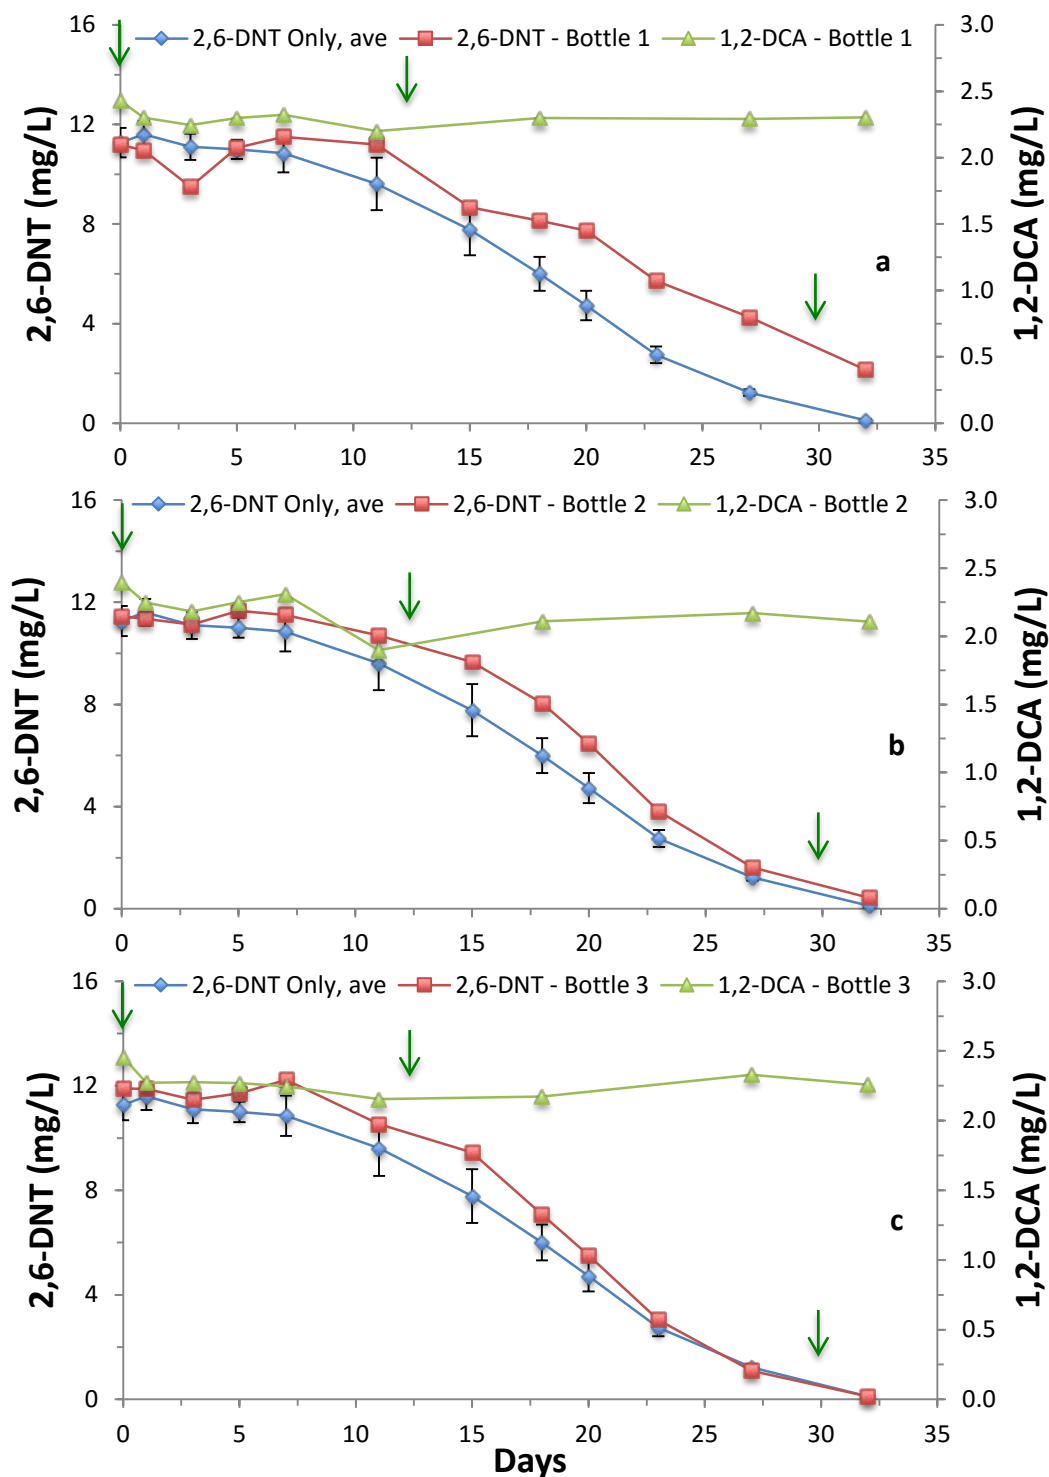 2,6-DNT Only, ave 2,6-DNT - Bottle 1 1,2-DCA - Bottle 1
16 3.0
2.5
12
2.0
1.5
8
a
1.0
4
0.5
0 0.0
0 5 10 15 20 25 30 35
2,6-DNT (mg/L)
1,2-DCA (mg/L)
2,6-DNT Only, ave 2,6-DNT - Bottle 2 1,2-DCA - Bottle 2
16 3.0
2.5
12
2.0
1.5
8
b
1.0
4
0.5
0 0.0
0 5 10 15 20 25 30 35
2,6-DNT (mg/L)
1,2-DCA (mg/L)
2,6-DNT Only, ave 2,6-DNT - Bottle 3 1,2-DCA - Bottle 3
16 3.0
2.5
12
2.0
1.5
8
c
1.0
4
0.5
0 0.0
0 5 10 15 20 25 30 35
2,6-DNT (mg/L)
1,2-DCA (mg/L)
Days